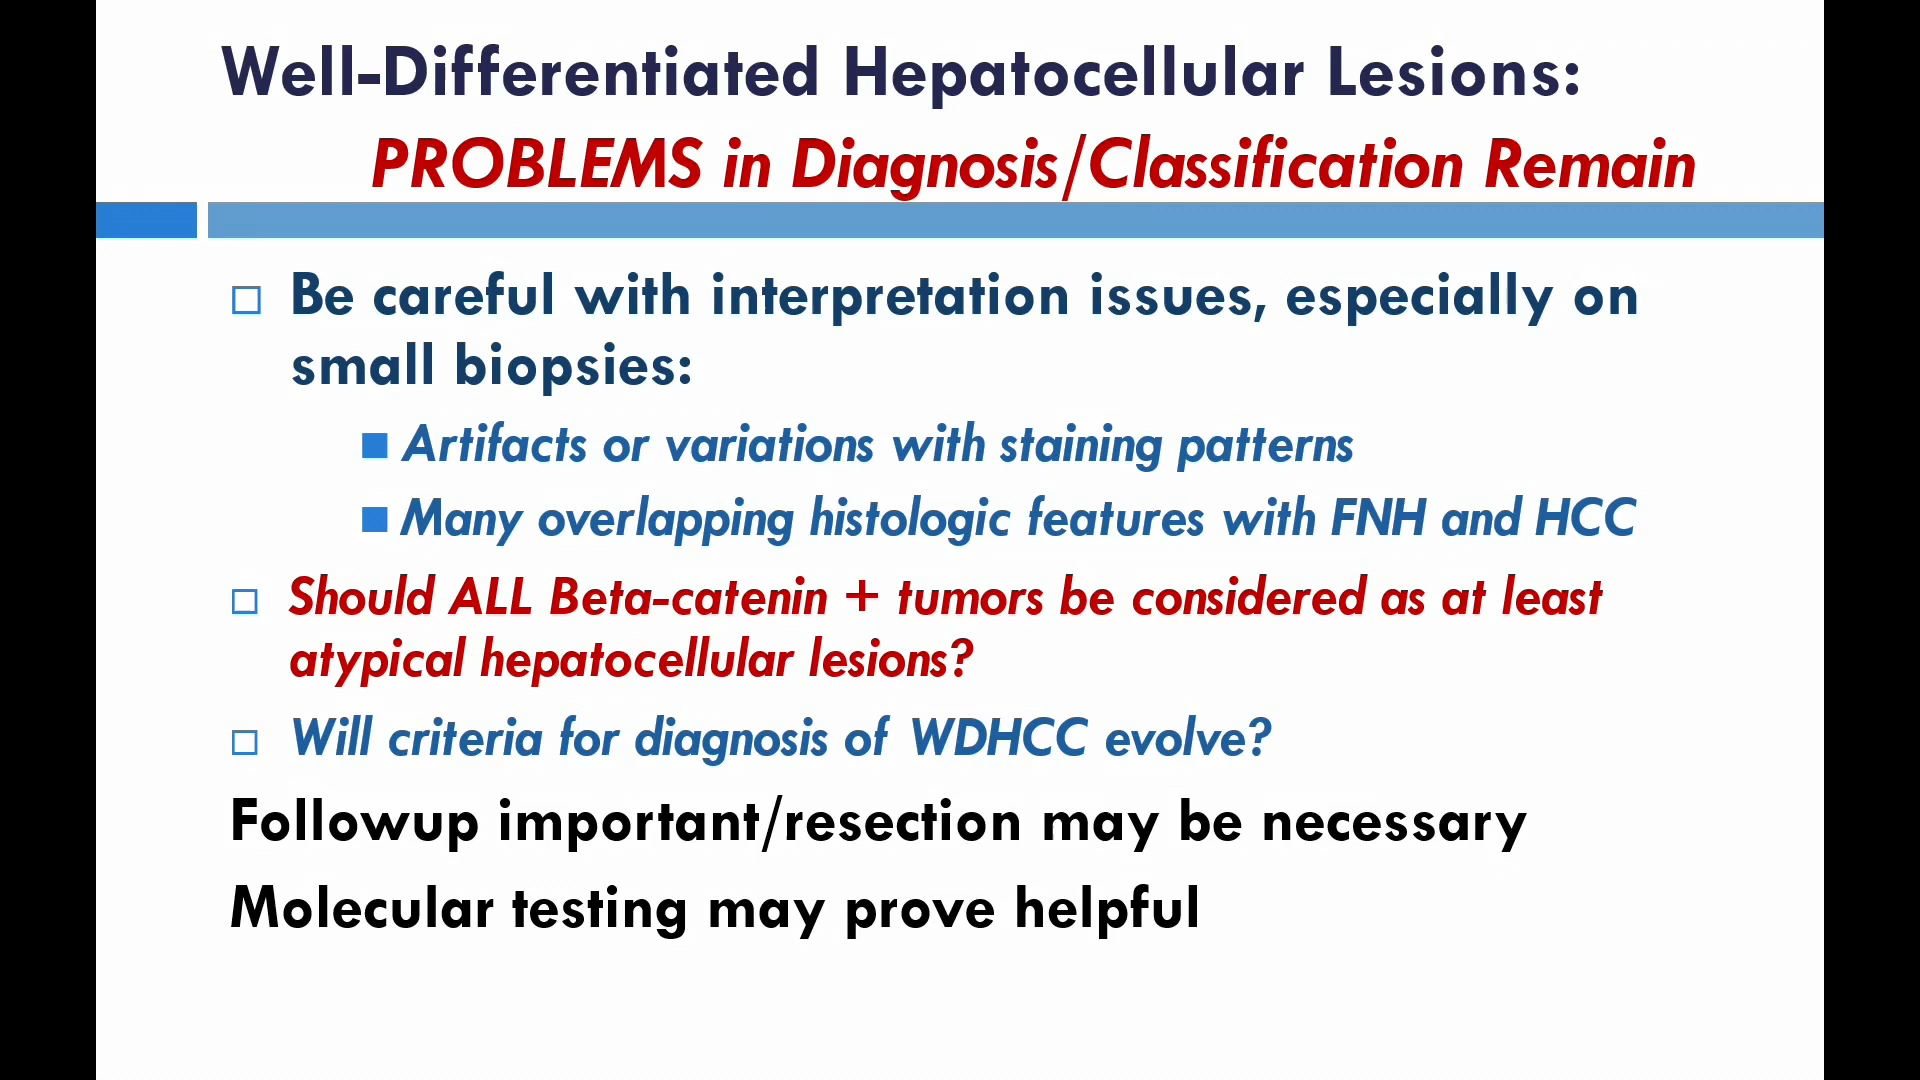 Well-Differentiated Hepatocellular Lesions:
PROBLEMS in Diagnosis/Classification Remain
Be careful with interpretation issues, especially on
small biopsies:
Artifacts or variations with staining patterns
Many overlapping histologic features with FNH and HCC
Should ALL Beta-catenin + tumors be considered as at least
atypical hepatocellular lesions?
Will criteria for diagnosis of WDHCC evolve?
Followup important/resection may be necessary
Molecular testing may prove helpful